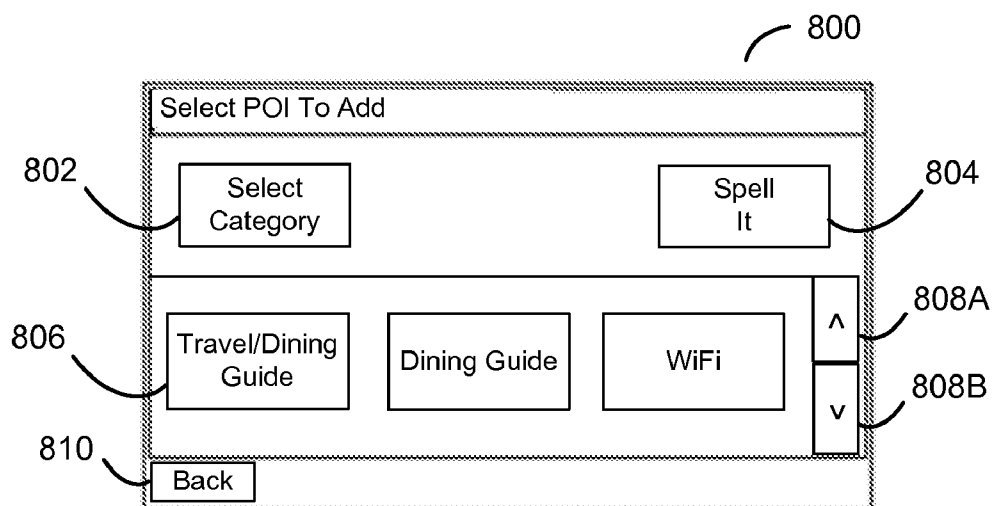 800
Select POI To Add
802
Select
Category
Spell
It
804
806
Travel/Dining
Guide
Dining Guide
WiFi
^
808A
v
808B
810
Back